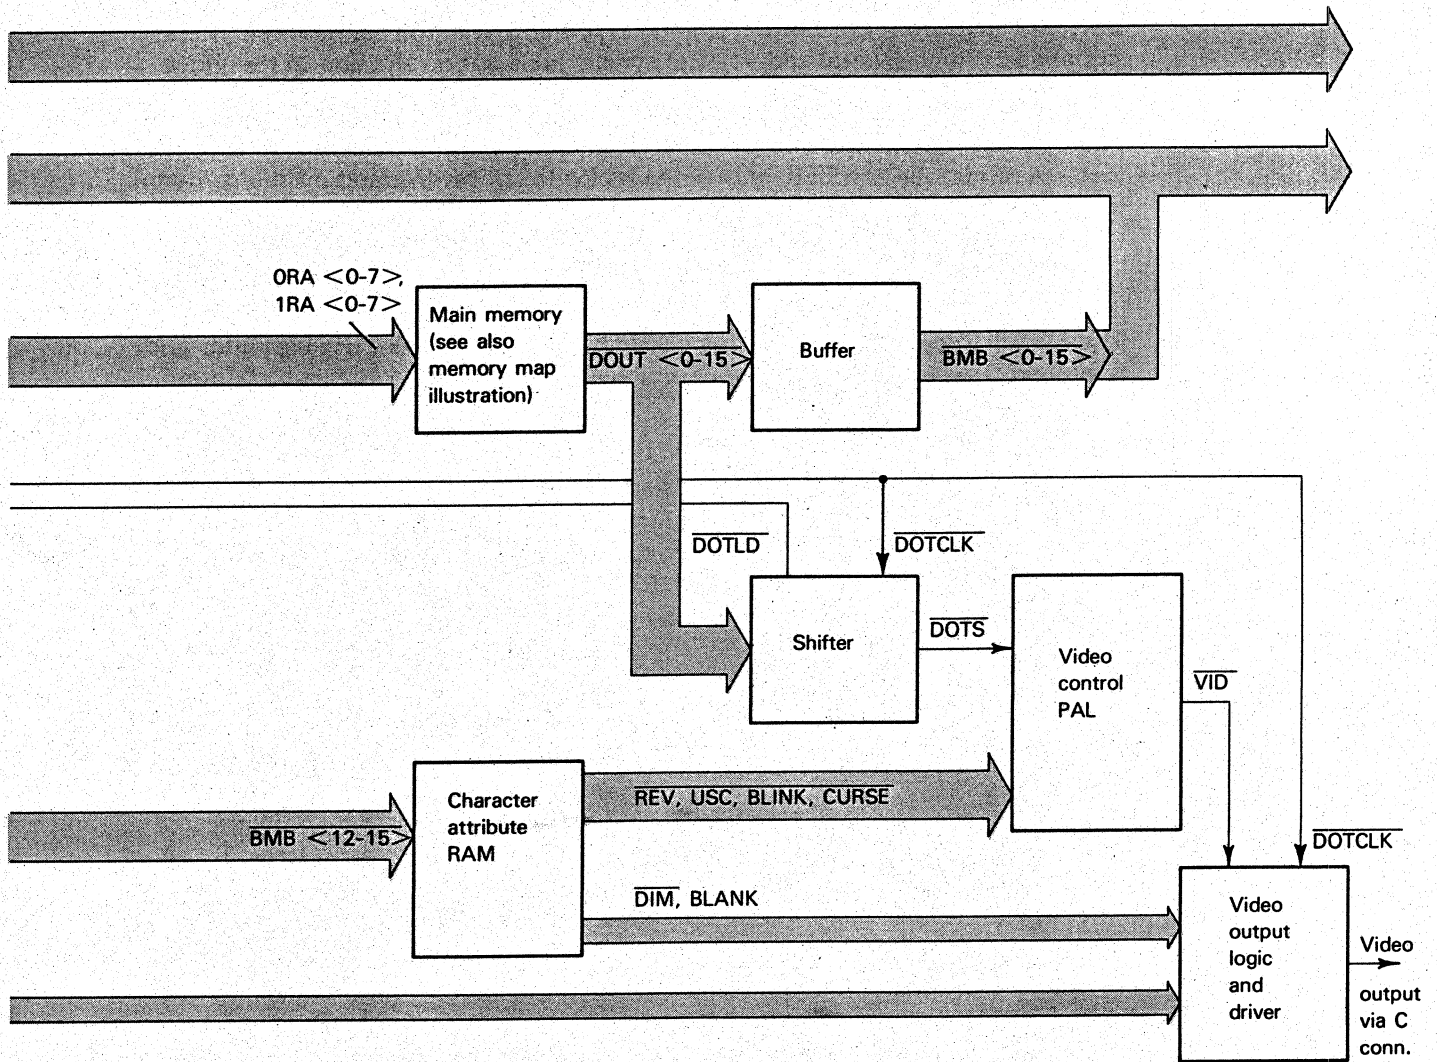 0RA <0-7>,
1RA <0-7>
Main memory
(see also
memory map
illustration)
DOUT <0-15>
Buffer
BMB <0-15>
DOTLD
DOTCLK
Shifter
DOTS
Video
control
PAL
VID
Character
attribute
RAM
REV, USC, BLINK, CURSE
BMB <12-15>
DOTCLK
DIM, BLANK
Video
output
logic
and
driver
Video
output
via C
conn.